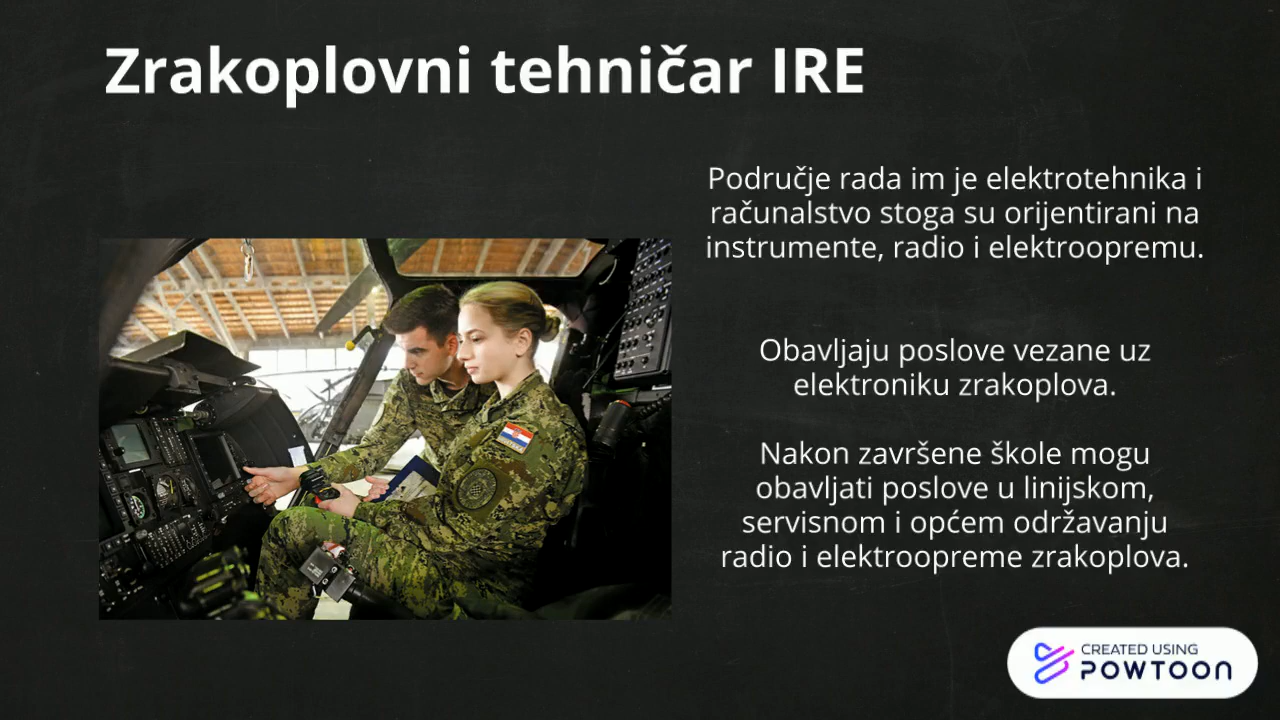 Zrakoplovni tehničar IRE
Područje rada im je elektrotehnika i
računalstvo stoga su orijentirani na
instrumente, radio i elektroopremu.
Obavljaju poslove vezane uz
elektroniku zrakoplova.
Nakon završene škole mogu
obavljati poslove u linijskom,
servisnom i općem održavanju
radio i elektroopreme zrakoplova.
CREATED USING
POWTOON